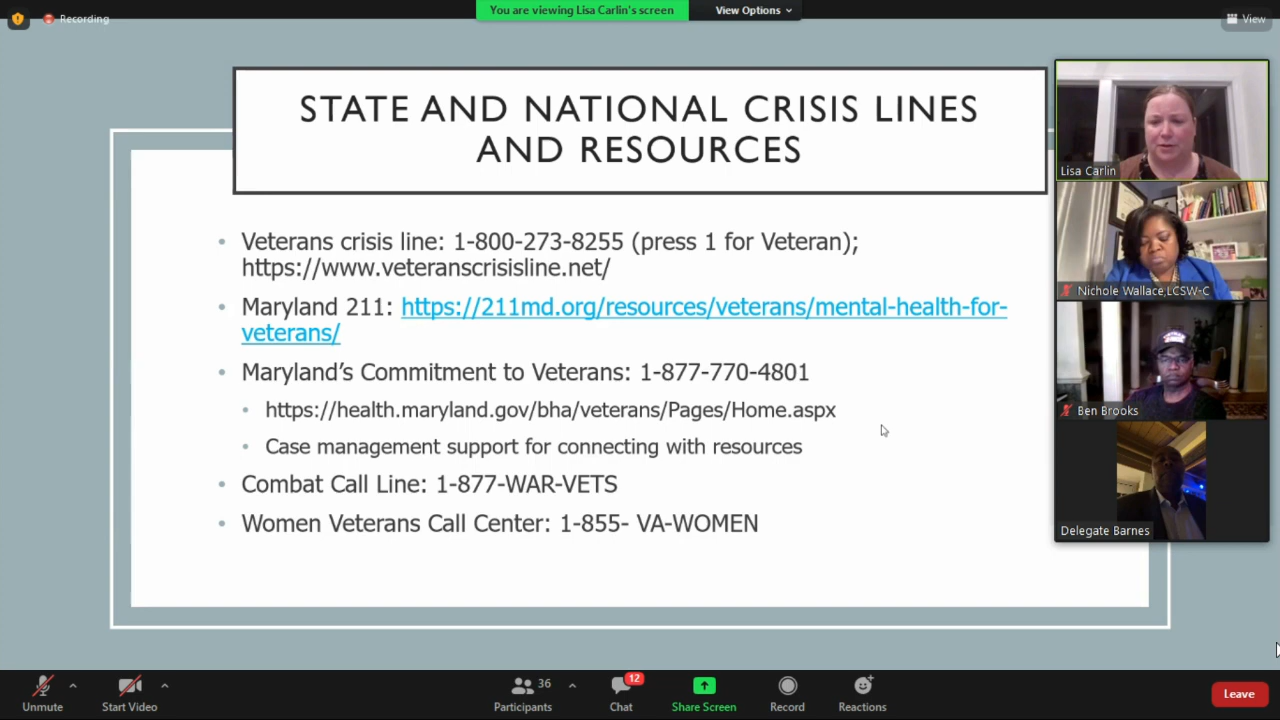 Recording
You are viewing Lisa Carlin's screen
View Options
View
STATE AND NATIONAL CRISIS LINES
AND RESOURCES
• Veterans crisis line: 1-800-273-8255 (press 1 for Veteran);
https://www.veteranscrisisline.net/
• Maryland 211: https://211md.org/resources/veterans/mental-health-for-
veterans/
• Maryland’s Commitment to Veterans: 1-877-770-4801
• https://health.maryland.gov/bha/veterans/Pages/Home.aspx
• Case management support for connecting with resources
• Combat Call Line: 1-877-WAR-VETS
• Women Veterans Call Center: 1-855- VA-WOMEN
Lisa Carlin
Nichole Wallace,LCSW-C
Ben Brooks
Delegate Barnes
Unmute
Start Video
36
Participants
12
Chat
Share Screen
Record
Reactions
Leave